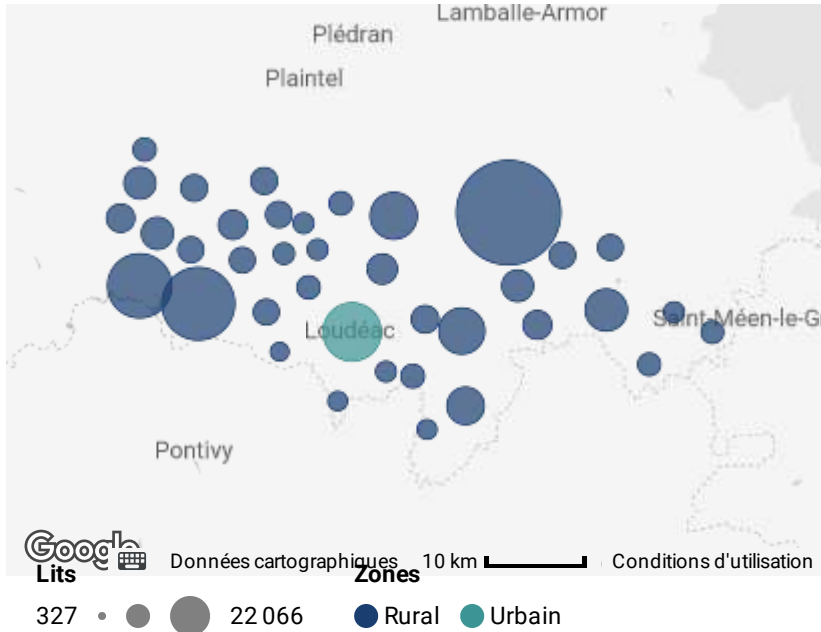 Lamballe-Armor
Plédran
Plaintel
Loudéac
Saint-Méen-le-G
Pontivy
Google Données cartographiques 10 km Conditions d'utilisation
Lits Zones
327 22 066 Rural Urbain